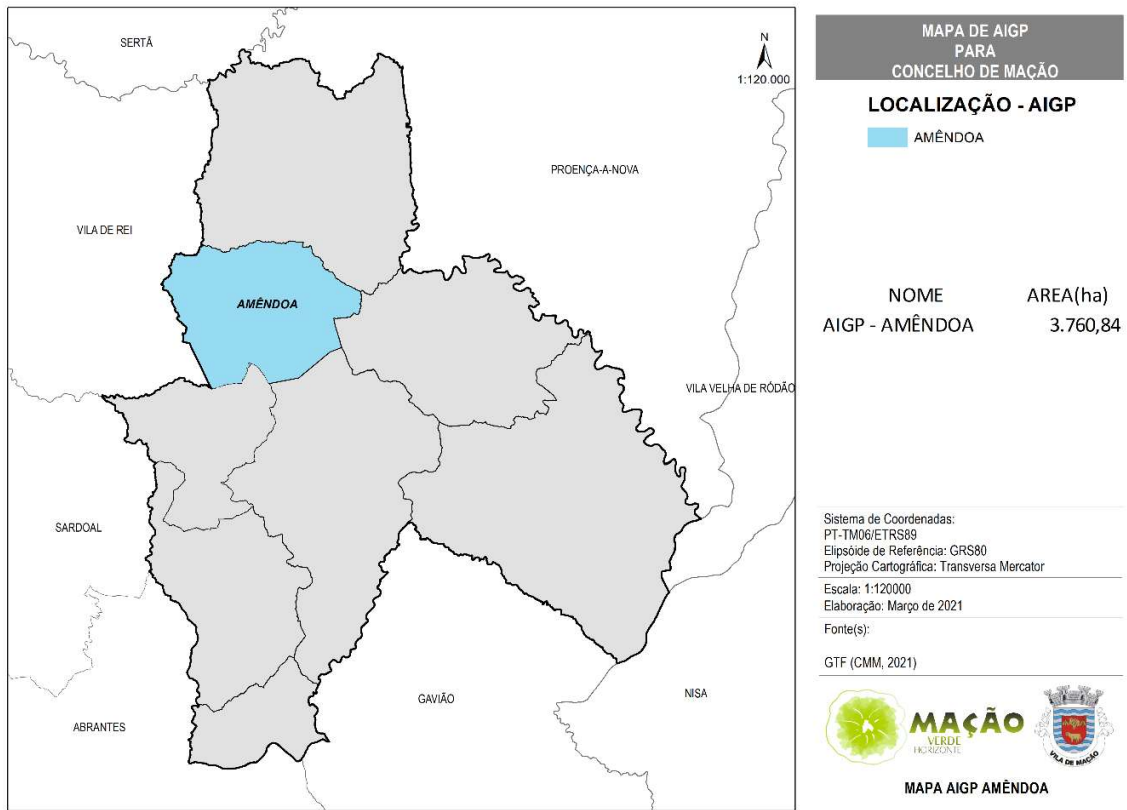 SERTÃ
N
1:120.000
PROENÇA-A-NOVA
VILA DE REI
AMÊNDOA
VILA VELHA DE RÓDÃO
SARDOAL
ABRANTES
GAVIÃO
NISA
MAPA DE AIGP
PARA
CONCELHO DE MAÇÃO
LOCALIZAÇÃO - AIGP
AMÊNDOA
NOME AREA(ha)
AIGP - AMÊNDOA 3.760,84
Sistema de Coordenadas:
PT-TM06/ETRS89
Elipsóide de Referência: GRS80
Projeção Cartográfica: Transversa Mercator
Escala: 1:120000
Elaboração: Março de 2021
Fonte(s):
GTF (CMM, 2021)
MAÇÃO
VERDE
HORIZONTE
VILA DE MAÇÃO
MAPA AIGP AMÊNDOA